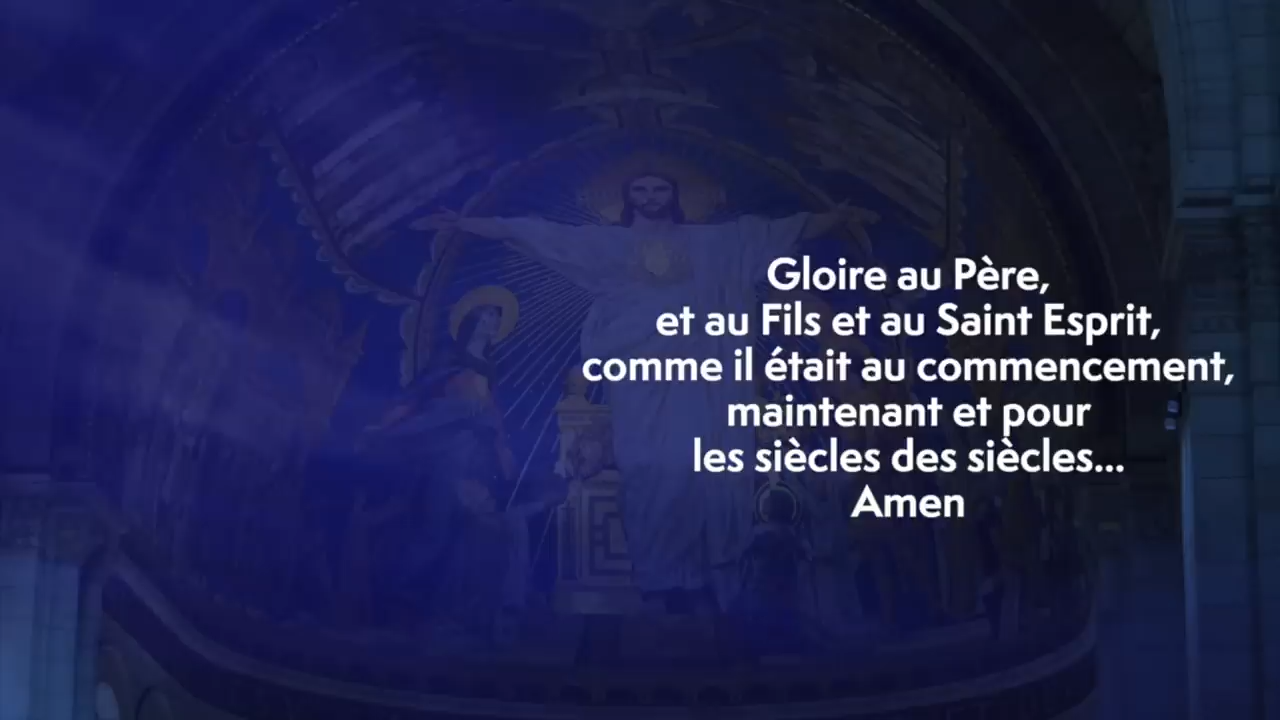 Gloire au Père,
et au Fils et au Saint Esprit,
comme il était au commencement,
maintenant et pour
les siècles des siècles...
Amen